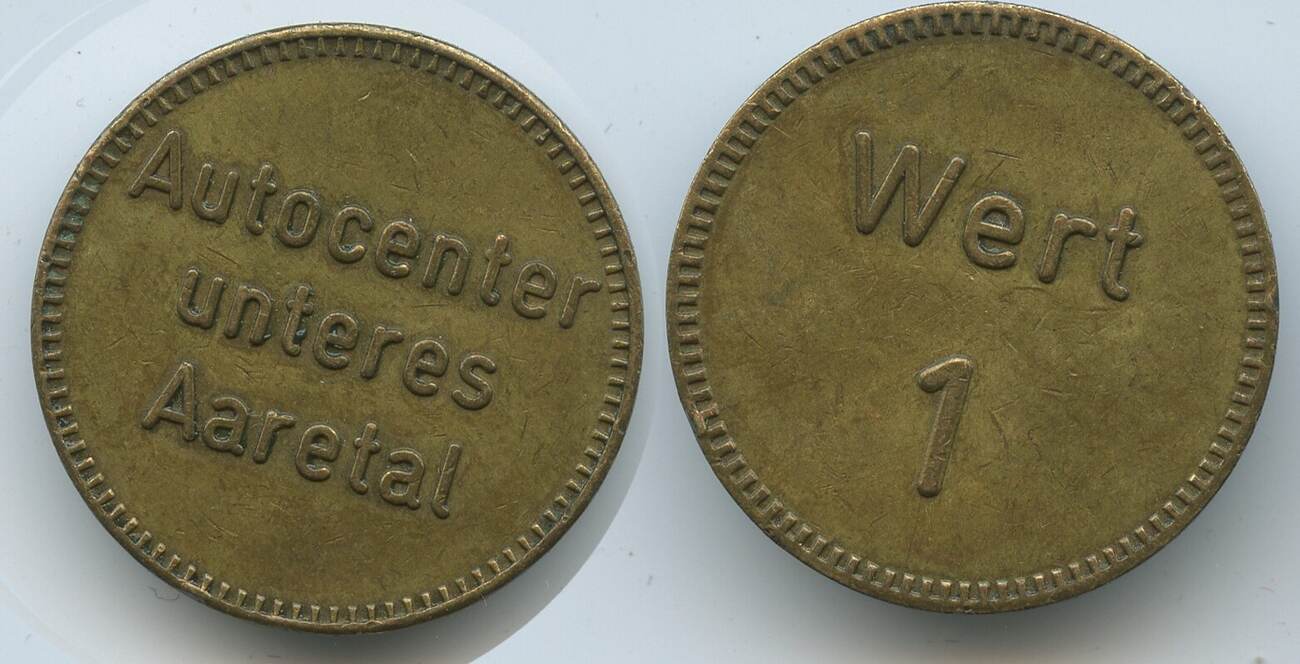 Autocenter
unteres
Aaretal
Wert
1